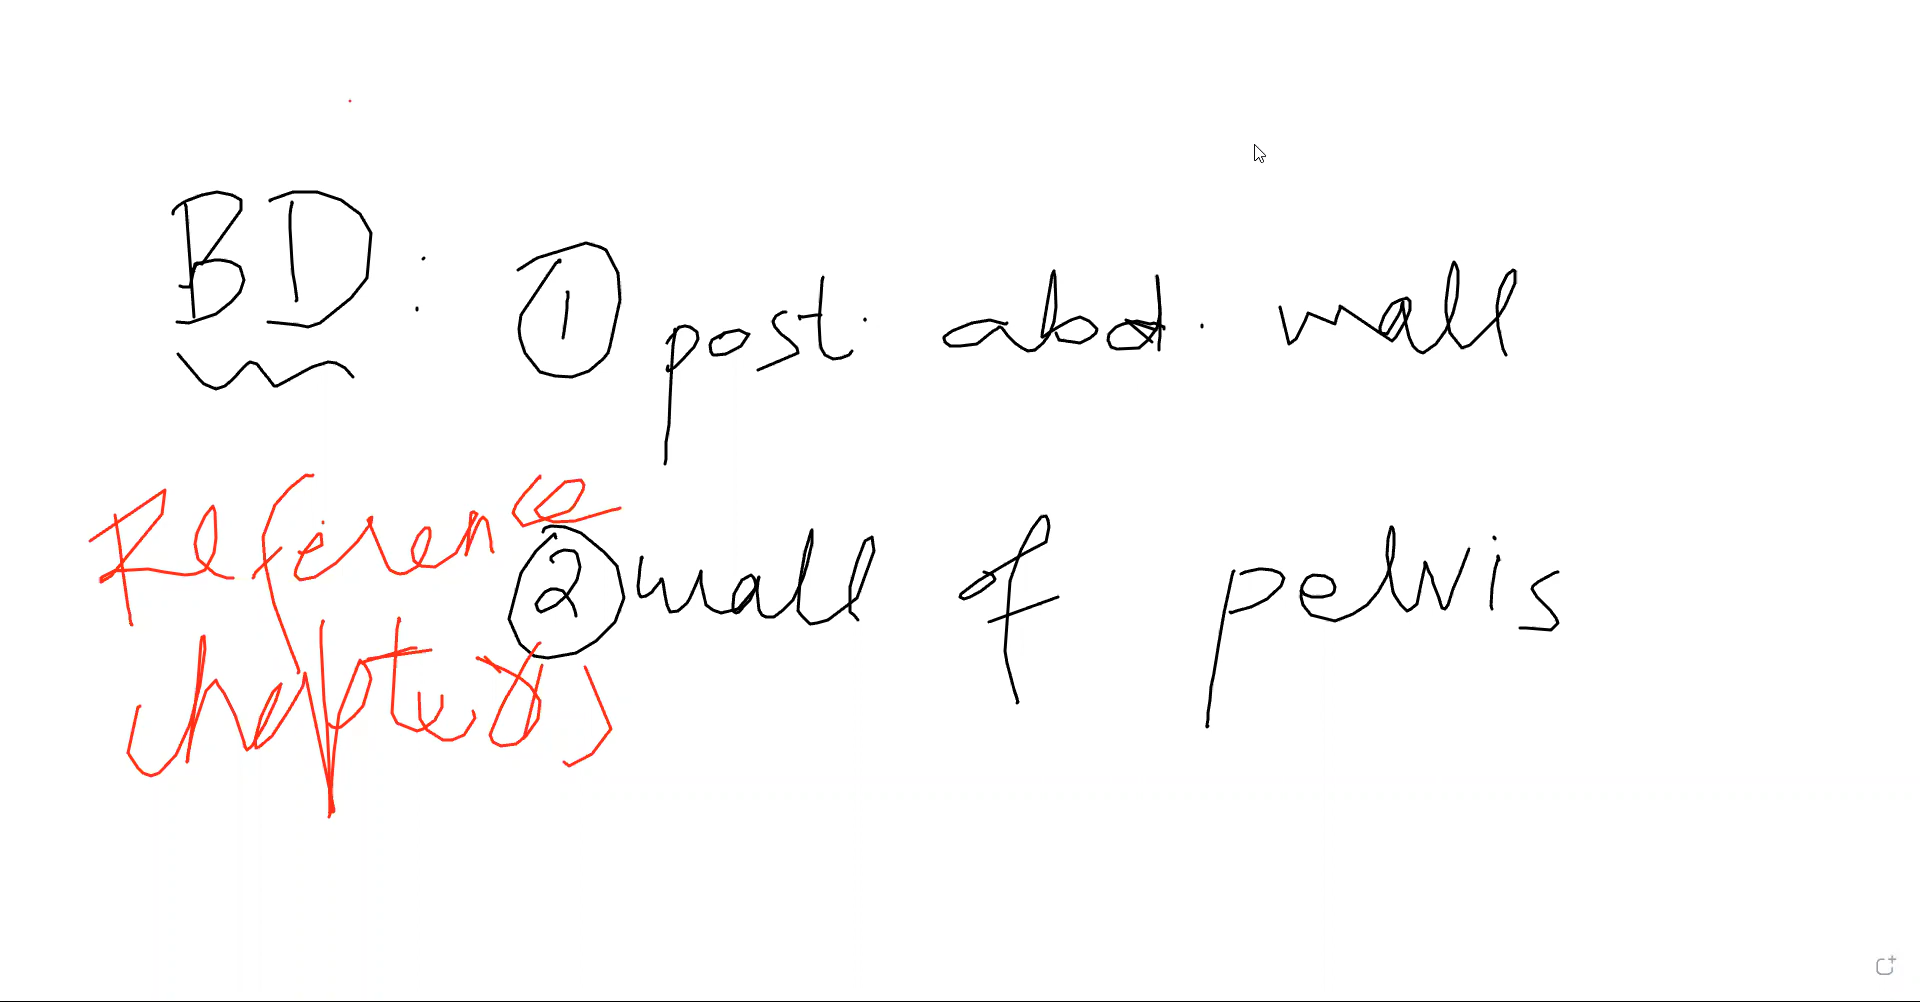 BD : ① post. abd. wall
Reference
② wall of pelvis
chapters